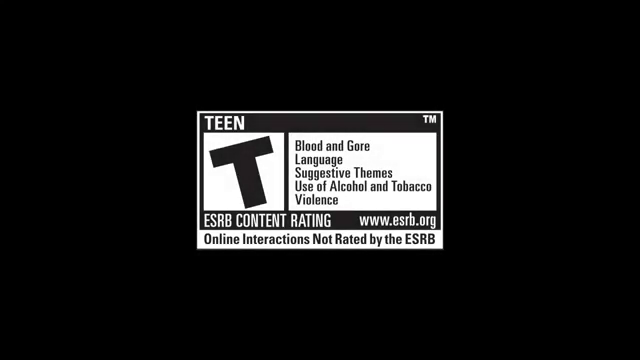 TEEN
TM
T
Blood and Gore
Language
Suggestive Themes
Use of Alcohol and Tobacco
Violence
ESRB CONTENT RATING www.esrb.org
Online Interactions Not Rated by the ESRB